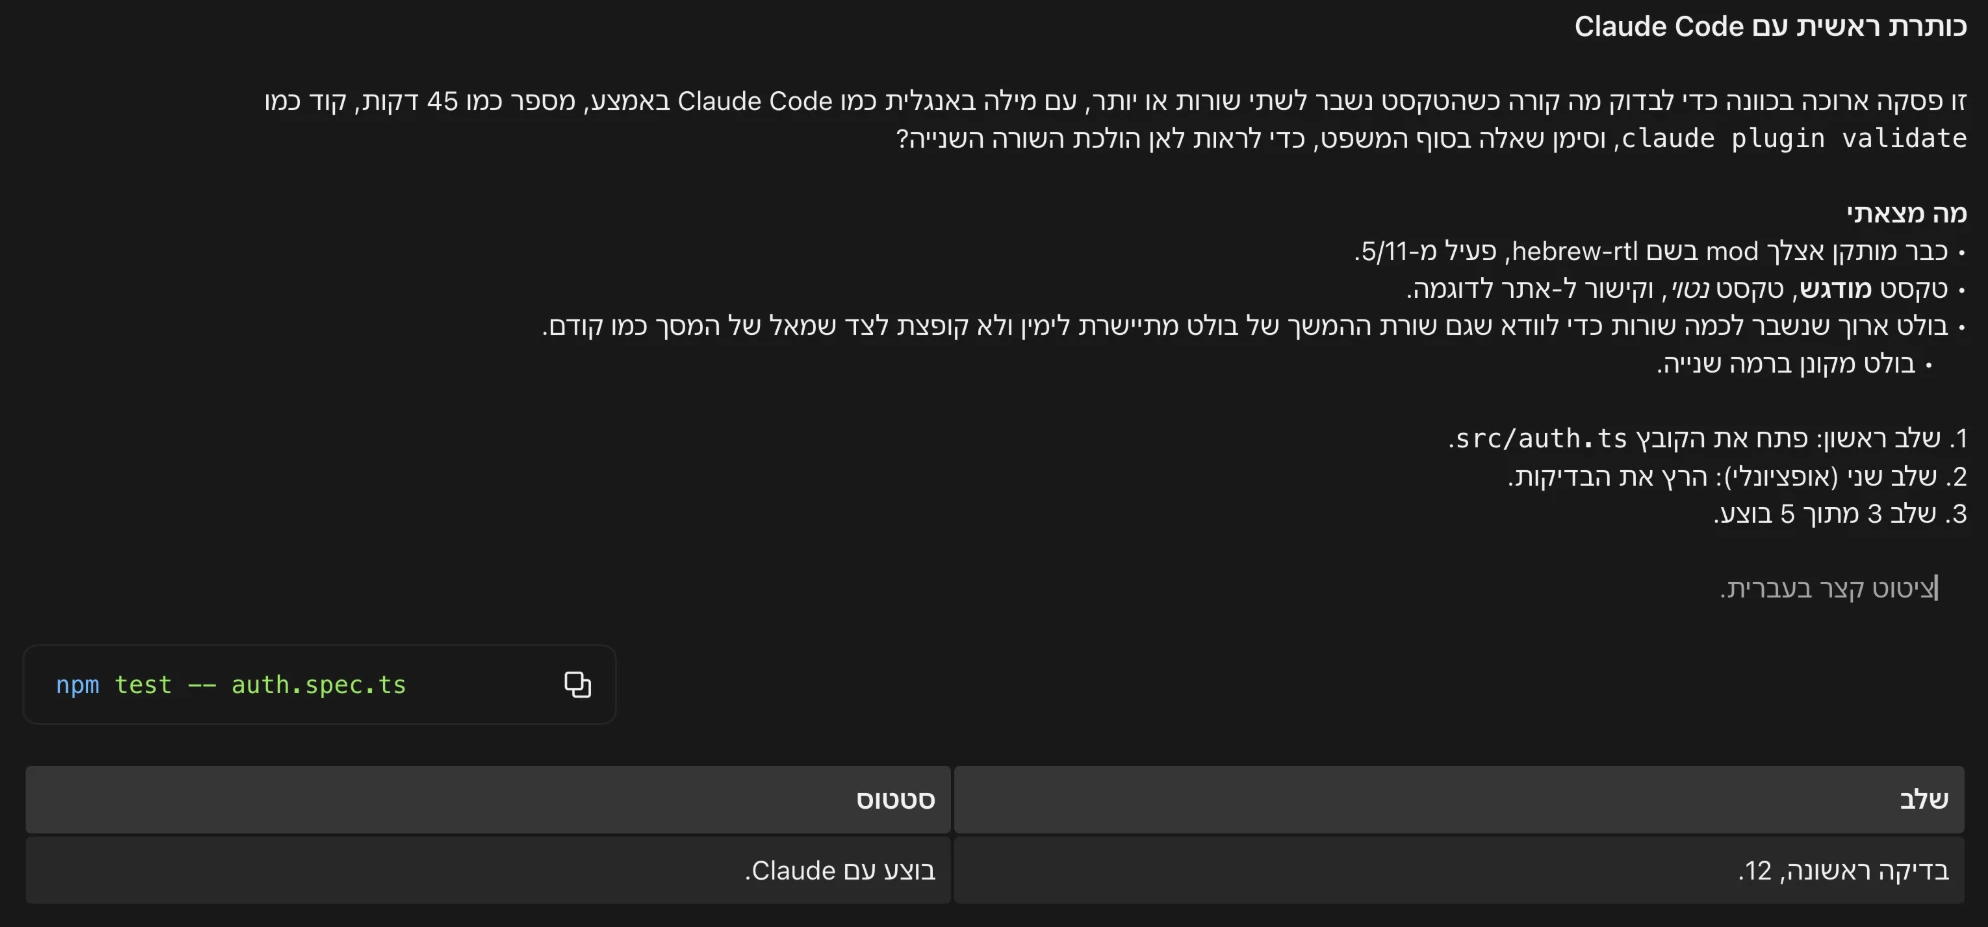 כותרת ראשית עם Claude Code
זו פסקה ארוכה בכוונה כדי לבדוק מה קורה כשהטקסט נשבר לשתי שורות או יותר, עם מילה באנגלית כמו Claude Code באמצע, מספר כמו 45 דקות, קוד כמו
claude plugin validate, וסימן שאלה בסוף המשפט, כדי לראות לאן הולכת השורה השנייה?
מה מצאתי
• כבר מותקן אצלך mod בשם hebrew-rtl, פעיל מ-5/11.
• טקסט מודגש, טקסט נטוי, וקישור ל-אתר לדוגמה.
• בולט ארוך שנשבר לכמה שורות כדי לוודא שגם שורת ההמשך של בולט מתיישרת לימין ולא קופצת לצד שמאל של המסך כמו קודם.
• בולט מקונן ברמה שנייה.
1. שלב ראשון: פתח את הקובץ src/auth.ts.
2. שלב שני (אופציונלי): הרץ את הבדיקות.
3. שלב 3 מתוך 5 בוצע.
ציטוט קצר בעברית.
npm test -- auth.spec.ts
שלב
סטטוס
בדיקה ראשונה, 12.
בוצע עם Claude.